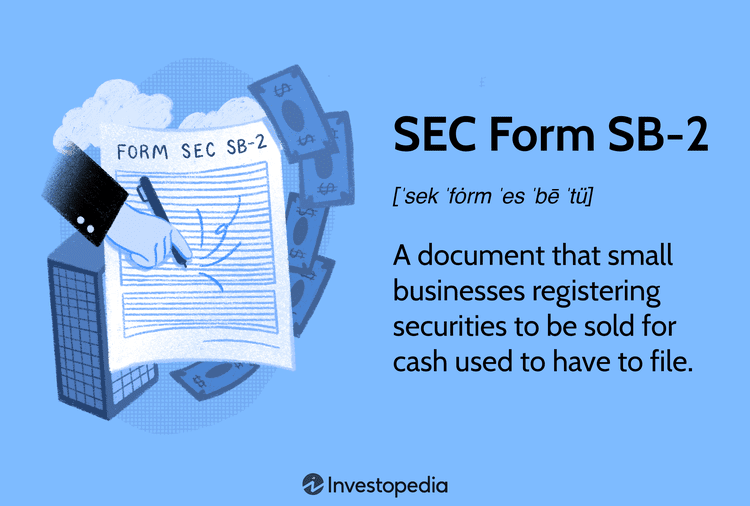 FORM SEC SB-2
SEC Form SB-2
[ˈsek ˈfȯrm ˈes ˈbē ˈtü]
A document that small
businesses registering
securities to be sold for
cash used to have to file.
Investopedia